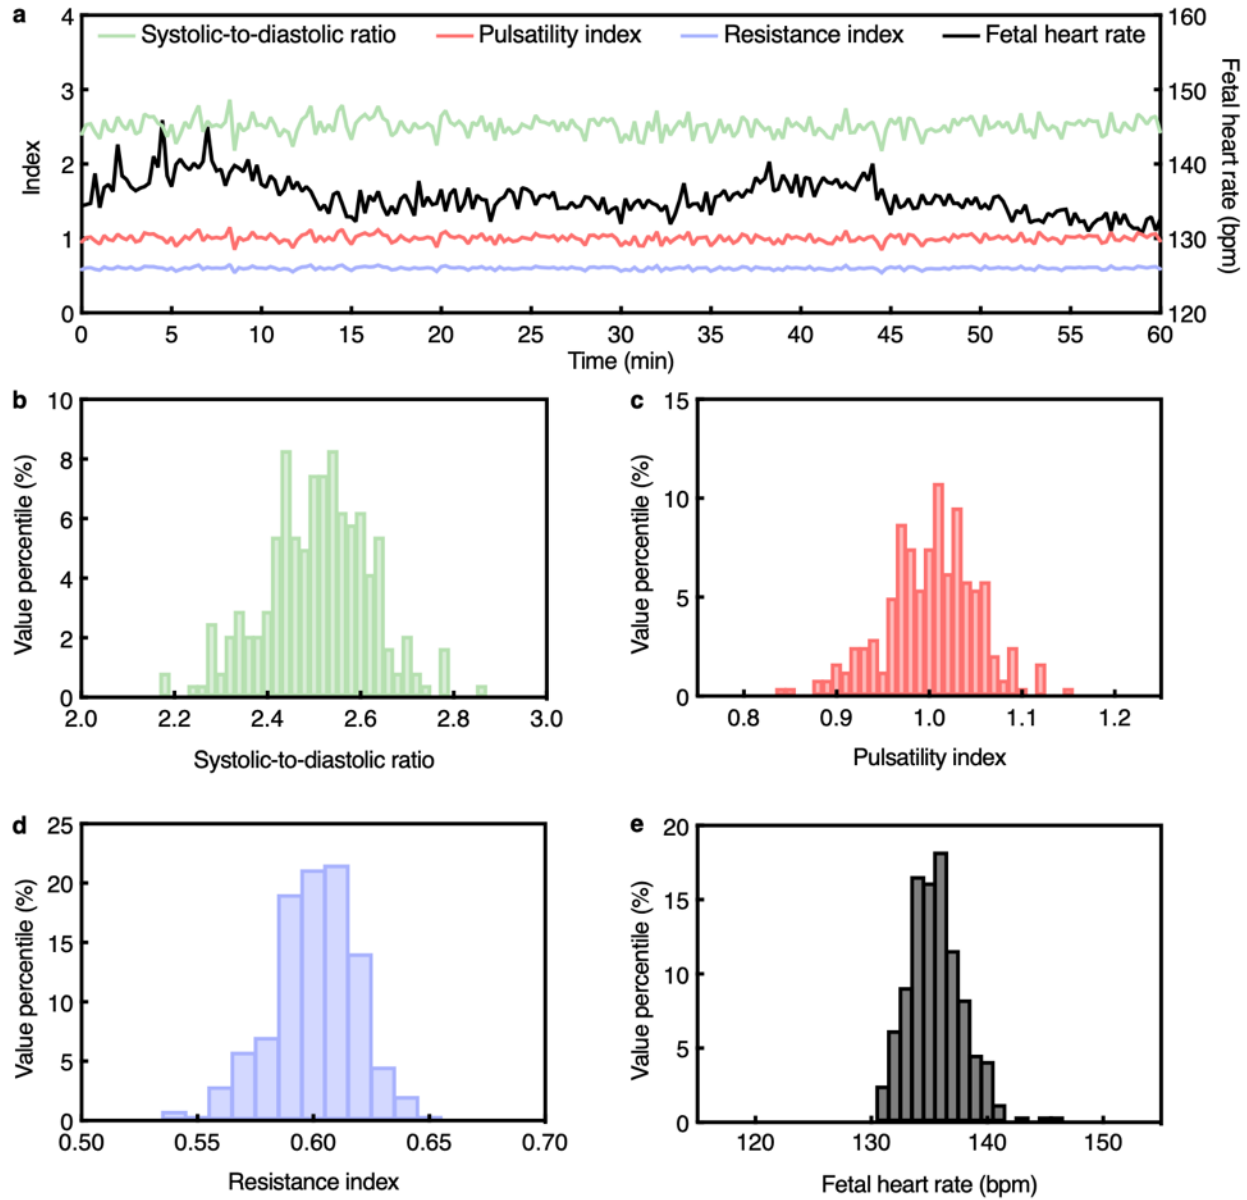 a
Systolic-to-diastolic ratio Pulsatility index Resistance index Fetal heart rate
4
3
2
1
0
Index
160
150
140
130
120
Fetal heart rate (bpm)
0 5 10 15 20 25 30 35 40 45 50 55 60
Time (min)
b
10
8
6
4
2
0
Value percentile (%)
2.0 2.2 2.4 2.6 2.8 3.0
Systolic-to-diastolic ratio
c
15
10
5
0
Value percentile (%)
0.8 0.9 1.0 1.1 1.2
Pulsatility index
d
25
20
15
10
5
0
Value percentile (%)
0.50 0.55 0.60 0.65 0.70
Resistance index
e
20
15
10
5
0
Value percentile (%)
120 130 140 150
Fetal heart rate (bpm)